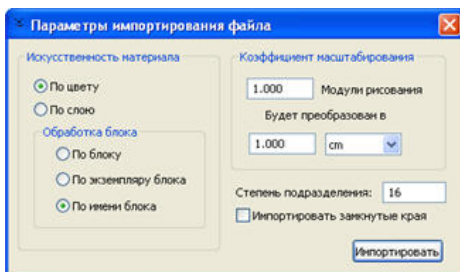 Параметры импортирования файла
Искусственность материала
По цвету
По слою
Обработка блока
По блоку
По экземпляру блока
По имени блока
Коэффициент масштабирования
1.000 Модули рисования
Будет преобразован в
1.000 cm
Степень подразделения: 16
Импортировать замкнутые края
Импортировать